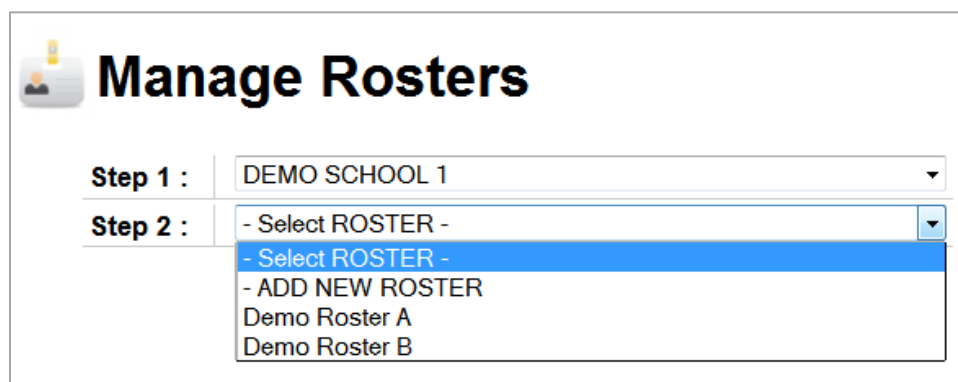 Manage Rosters
Step 1 : DEMO SCHOOL 1
Step 2 : - Select ROSTER -
- Select ROSTER -
- ADD NEW ROSTER
Demo Roster A
Demo Roster B